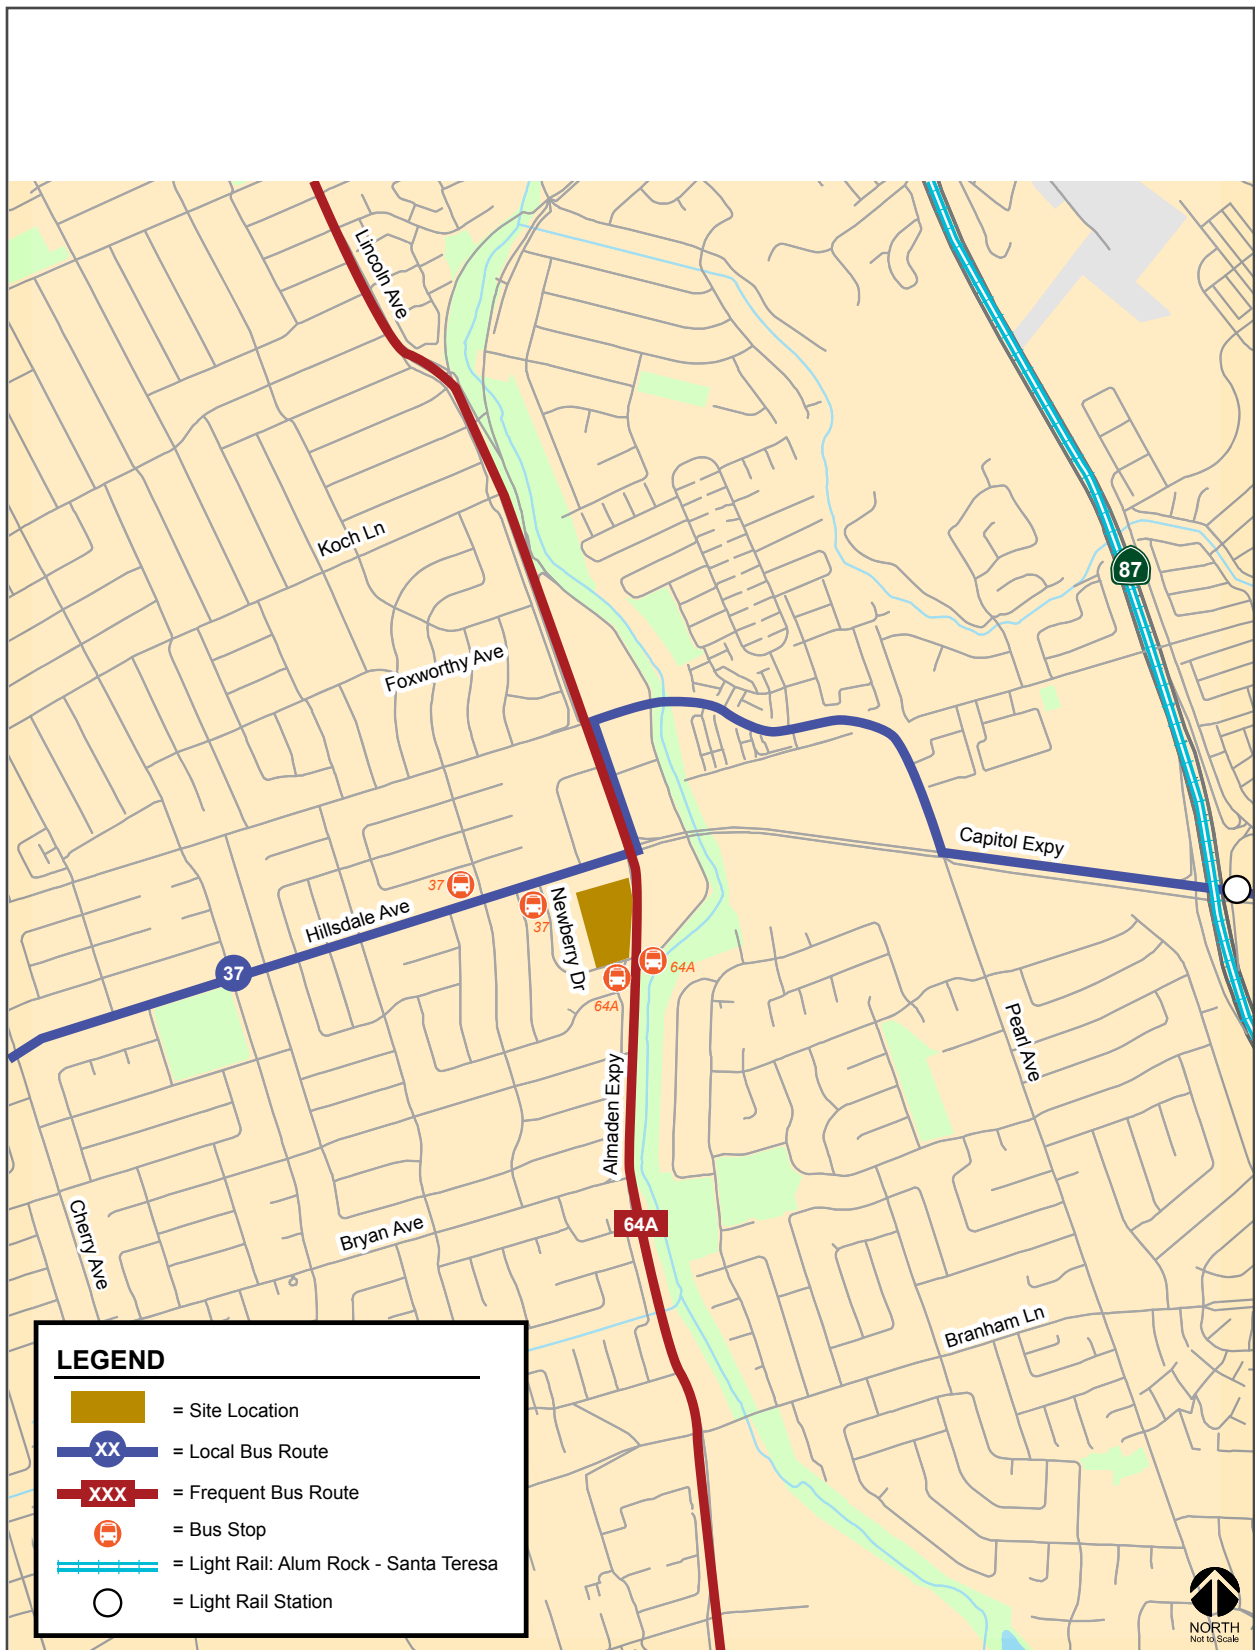 Lincoln Ave
Koch Ln
87
Foxworthy Ave
Capitol Expy
37
Hillsdale Ave
37
Newberry Dr
37
64A
64A
Pearl Ave
Almaden Expy
64A
Cherry Ave
Bryan Ave
Branham Ln
LEGEND
= Site Location
XX = Local Bus Route
XXX = Frequent Bus Route
= Bus Stop
= Light Rail: Alum Rock - Santa Teresa
= Light Rail Station
NORTH
Not to Scale